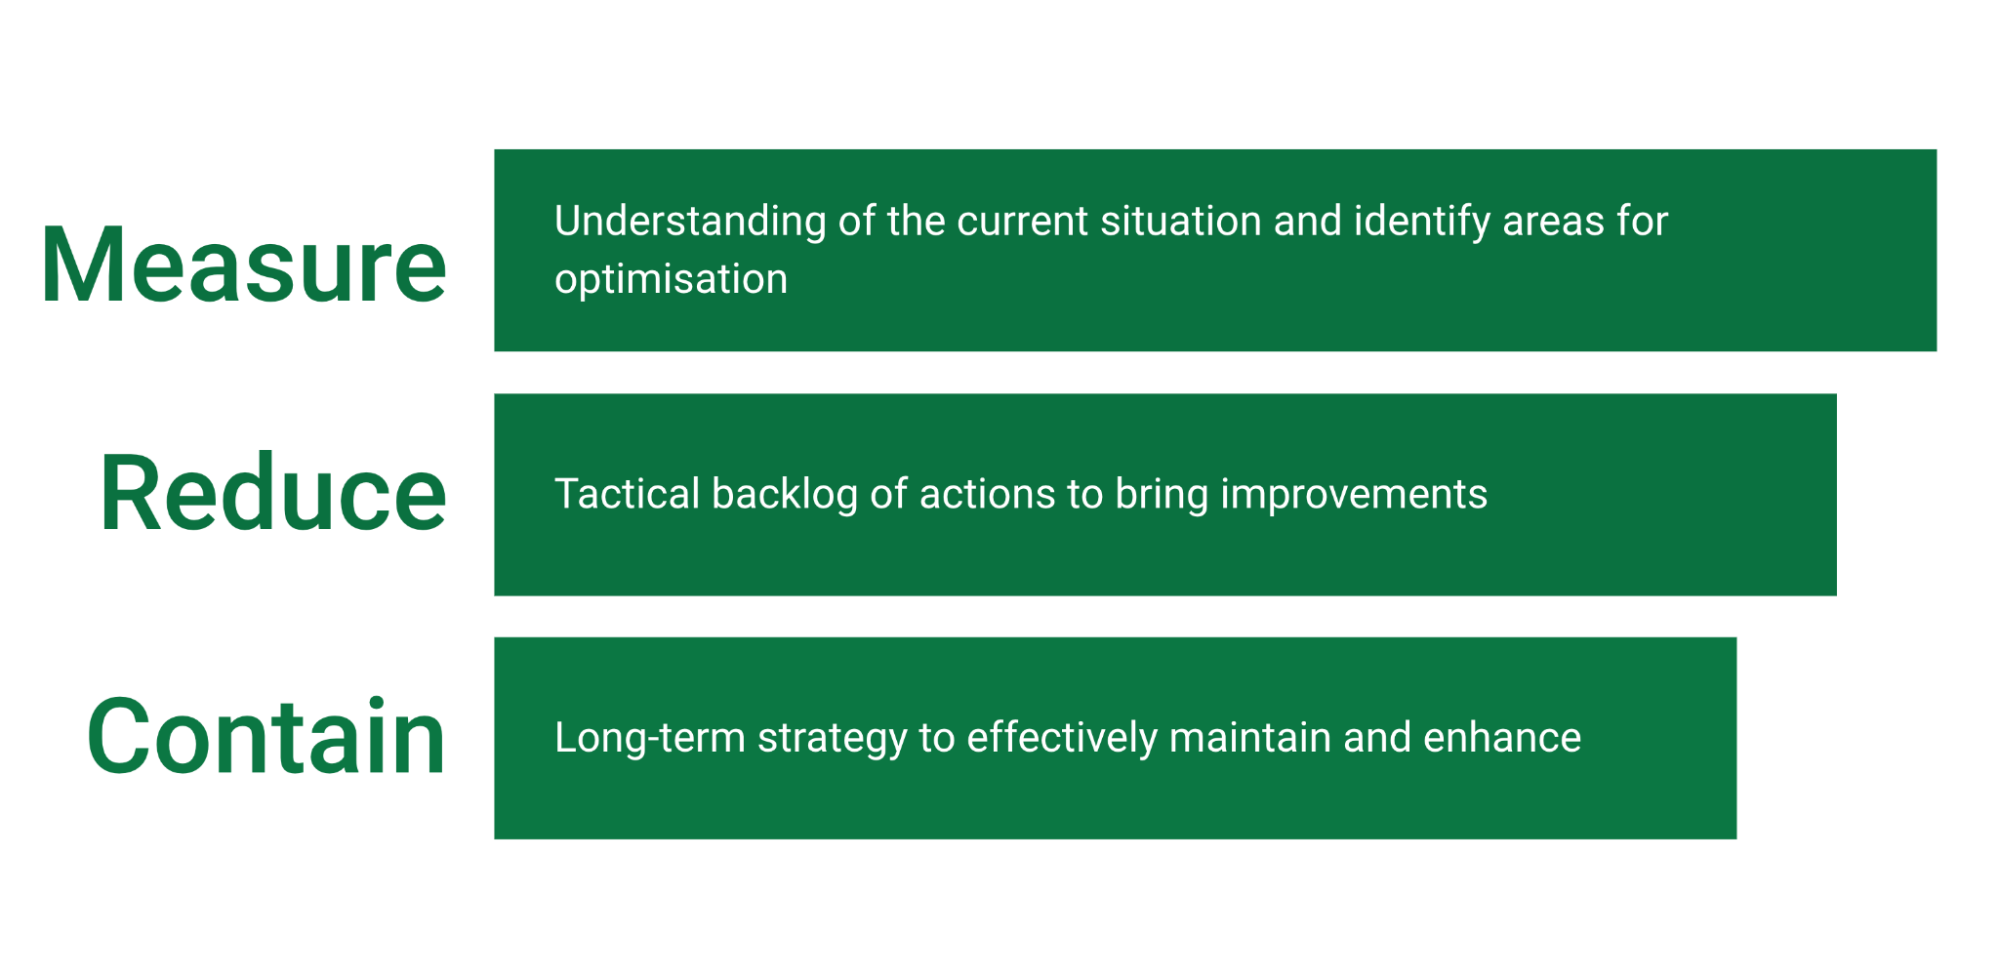 Measure
Understanding of the current situation and identify areas for
optimisation
Reduce
Tactical backlog of actions to bring improvements
Contain
Long-term strategy to effectively maintain and enhance